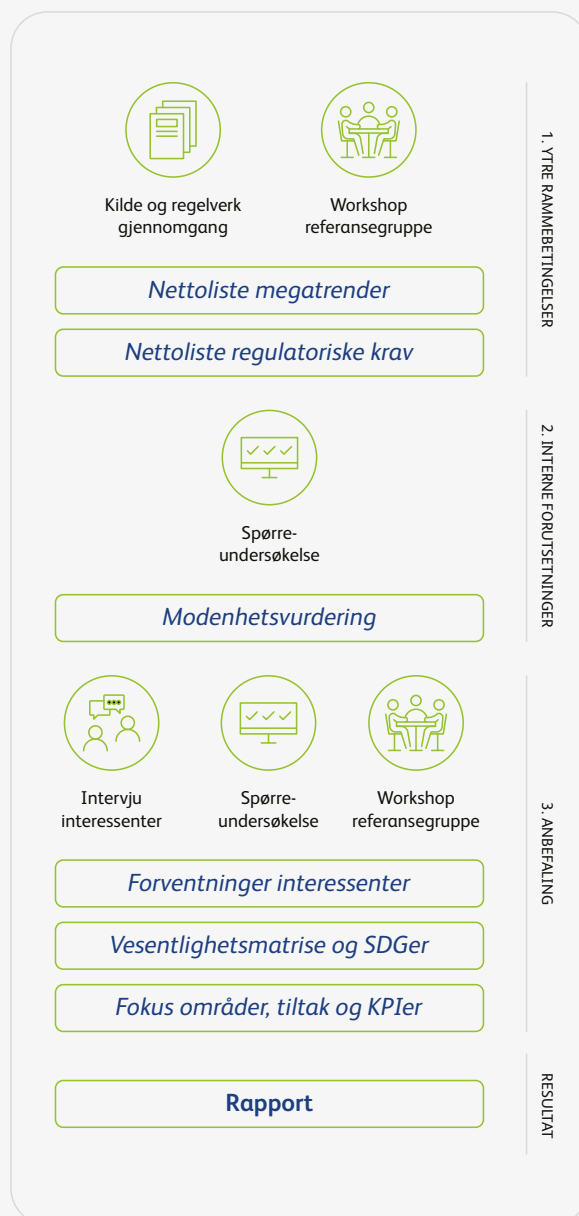 Kilde og regelverk
gjennomgang
Workshop
referansegruppe
Nettoliste megatrender
Nettoliste regulatoriske krav
1. YTRE RAMMEBETINGELSER
Spørre-
undersøkelse
Modenhetsvurdering
2. INTERNE FORUTSETNINGER
Intervju
interessenter
Spørre-
undersøkelse
Workshop
referansegruppe
Forventninger interessenter
Vesentlighetsmatrise og SDGer
Fokus områder, tiltak og KPIer
3. ANBEFALING
Rapport
RESULTAT